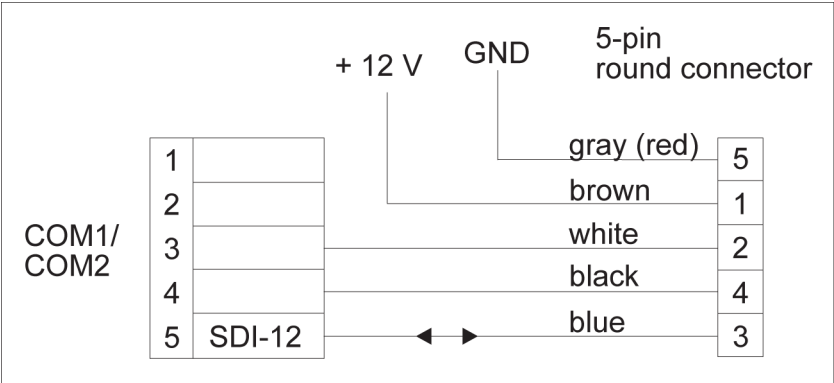 5-pin
round connector
+ 12 V
GND
gray (red)
5
1
brown
1
2
COM1/
COM2
3
white
2
4
black
4
5
SDI-12
blue
3